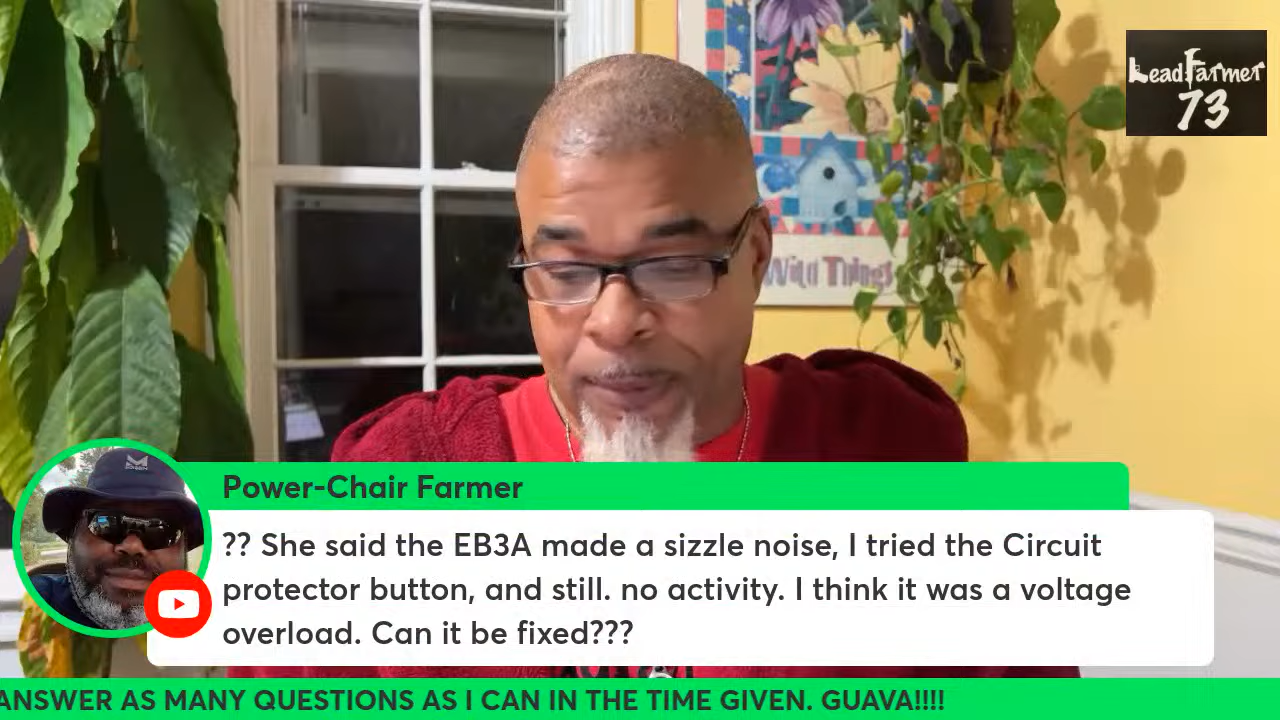 LeadFarmer
73
Wild Things
Power-Chair Farmer
?? She said the EB3A made a sizzle noise, I tried the Circuit
protector button, and still. no activity. I think it was a voltage
overload. Can it be fixed???
ANSWER AS MANY QUESTIONS AS I CAN IN THE TIME GIVEN. GUAVA!!!!